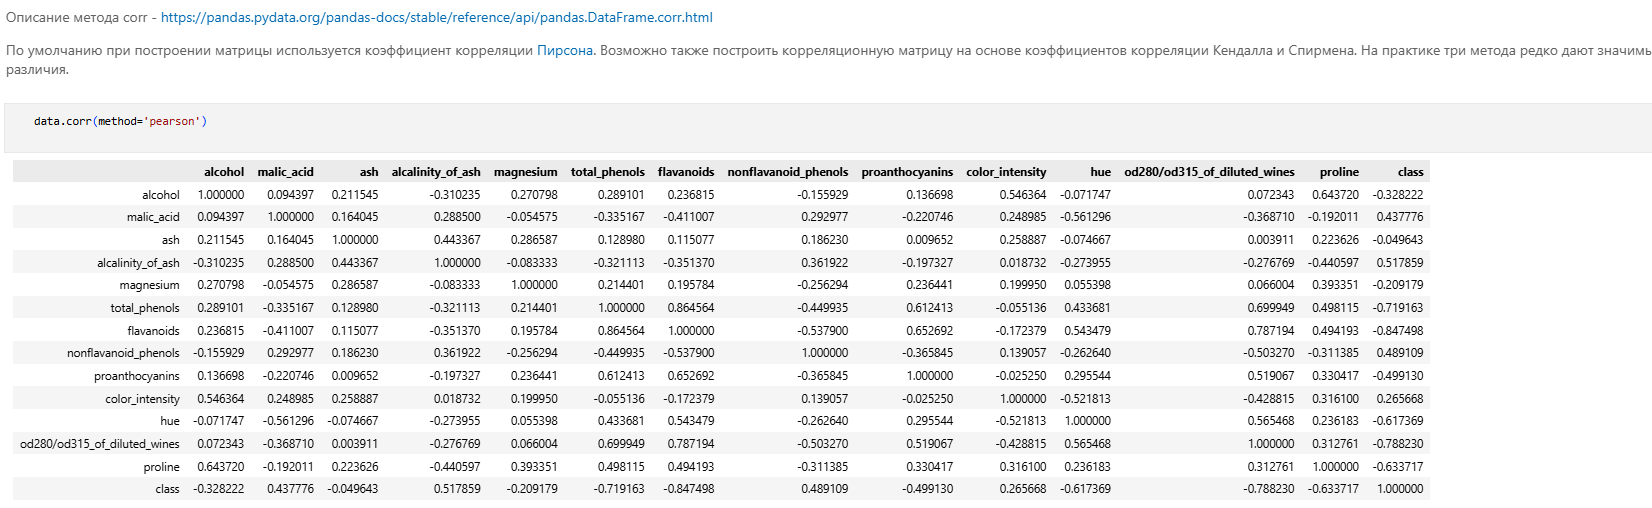 Описание метода corr - https://pandas.pydata.org/pandas-docs/stable/reference/api/pandas.DataFrame.corr.html
По умолчанию при построении матрицы используется коэффициент корреляции Пирсона. Возможно также построить корреляционную матрицу на основе коэффициентов корреляции Кендалла и Спирмена. На практике три метода редко дают
различия.
data.corr(method='pearson')
alcohol malic_acid ash alcalinity_of_ash magnesium total_phenols flavanoids nonflavanoid_phenols proanthocyanins color_intensity hue od280/od315_of_diluted_wines proline class
alcohol 1.000000 0.094397 0.211545 -0.310235 0.270798 0.289101 0.236815 -0.155929 0.136698 0.546364 -0.071747 0.072343 0.643720 -0.328222
malic_acid 0.094397 1.000000 0.164045 0.288500 -0.054575 -0.335167 -0.411007 0.292977 -0.220746 0.248985 -0.561296 -0.368710 -0.192011 0.437776
ash 0.211545 0.164045 1.000000 0.443367 0.286587 0.128980 0.115077 0.186230 0.009652 0.258887 -0.074667 0.003911 0.223626 -0.049643
alcalinity_of_ash -0.310235 0.288500 0.443367 1.000000 -0.083333 -0.321113 -0.351370 0.361922 -0.197327 0.018732 -0.273955 -0.276769 -0.440597 0.517859
magnesium 0.270798 -0.054575 0.286587 -0.083333 1.000000 0.214401 0.195784 -0.256294 0.236441 0.199950 0.055398 0.066004 0.393351 -0.209179
total_phenols 0.289101 -0.335167 0.128980 -0.321113 0.214401 1.000000 0.864564 -0.449935 0.612413 -0.055136 0.433681 0.699949 0.498115 -0.719163
flavanoids 0.236815 -0.411007 0.115077 -0.351370 0.195784 0.864564 1.000000 -0.537900 0.652692 -0.172379 0.543479 0.787194 0.494193 -0.847498
nonflavanoid_phenols -0.155929 0.292977 0.186230 0.361922 -0.256294 -0.449935 -0.537900 1.000000 -0.365845 0.139057 -0.262640 -0.503270 -0.311385 0.489109
proanthocyanins 0.136698 -0.220746 0.009652 -0.197327 0.236441 0.612413 0.652692 -0.365845 1.000000 -0.025250 0.295544 0.519067 0.330417 -0.499130
color_intensity 0.546364 0.248985 0.258887 0.018732 0.199950 -0.055136 -0.172379 0.139057 -0.025250 1.000000 -0.521813 -0.428815 0.316100 0.265668
hue -0.071747 -0.561296 -0.074667 -0.273955 0.055398 0.433681 0.543479 -0.262640 0.295544 -0.521813 1.000000 0.565468 0.236183 -0.617369
od280/od315_of_diluted_wines 0.072343 -0.368710 0.003911 -0.276769 0.066004 0.699949 0.787194 -0.503270 0.519067 -0.428815 0.565468 1.000000 0.312761 -0.788230
proline 0.643720 -0.192011 0.223626 -0.440597 0.393351 0.498115 0.494193 -0.311385 0.330417 0.316100 0.236183 0.312761 1.000000 -0.633717
class -0.328222 0.437776 -0.049643 0.517859 -0.209179 -0.719163 -0.847498 0.489109 -0.499130 0.265668 -0.617369 -0.788230 -0.633717 1.000000